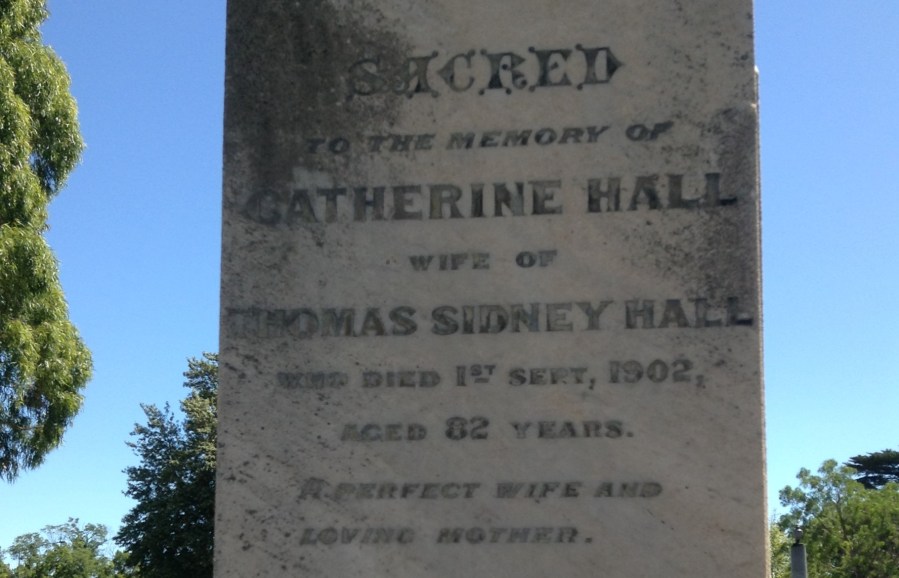 SACRED
TO THE MEMORY OF
CATHERINE HALL
WIFE OF
THOMAS SIDNEY HALL
WHO DIED 1ST SEPT, 1902,
AGED 82 YEARS.
A PERFECT WIFE AND
LOVING MOTHER.